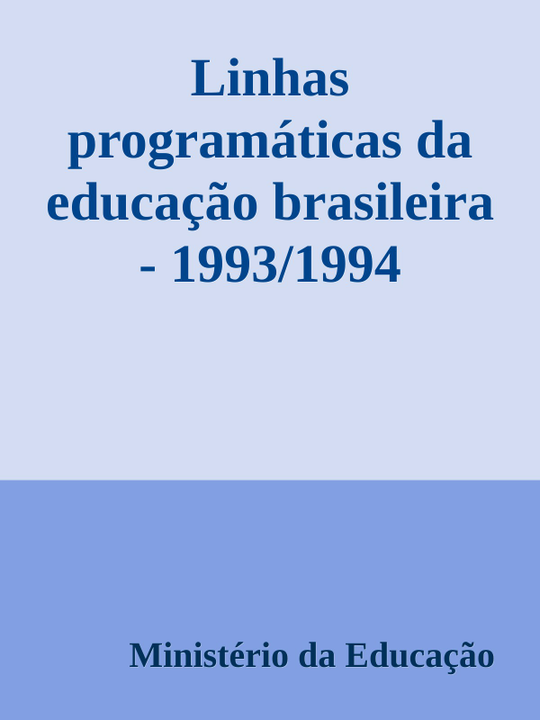 Linhas
programáticas da
educação brasileira
- 1993/1994
Ministério da Educação